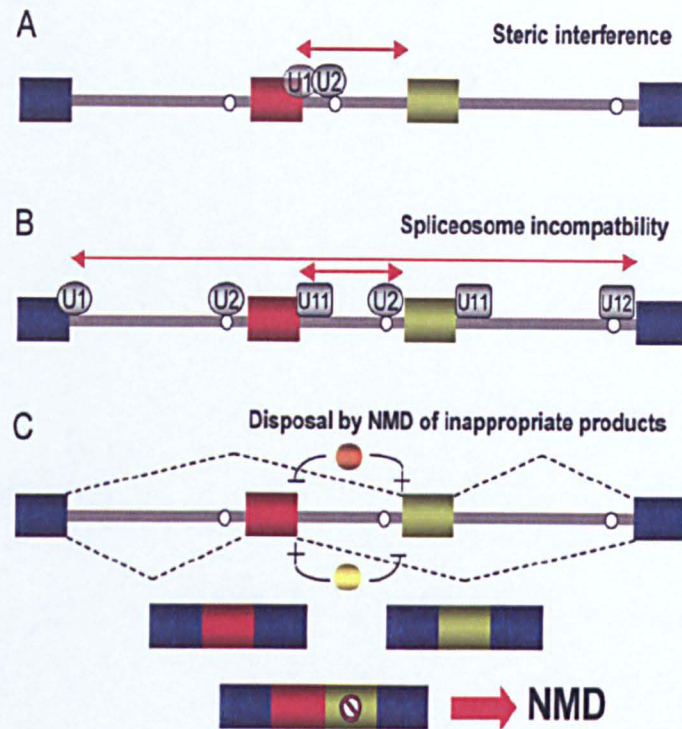 A
Steric interference
U1 U2
B
Spliceosome incompatbility
U1 U2 U11 U2 U11 U12
C
Disposal by NMD of inappropriate products
NMD